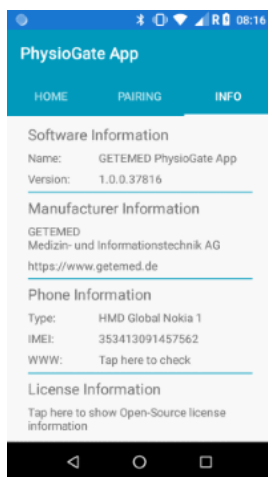 R 08:16
PhysioGate App
HOME PAIRING INFO
Software Information
Name: GETEMED PhysioGate App
Version: 1.0.0.37816
Manufacturer Information
GETEMED
Medizin- und Informationstechnik AG
https://www.getemed.de
Phone Information
Type: HMD Global Nokia 1
IMEI: 353413091457562
WWW: Tap here to check
License Information
Tap here to show Open-Source license
information